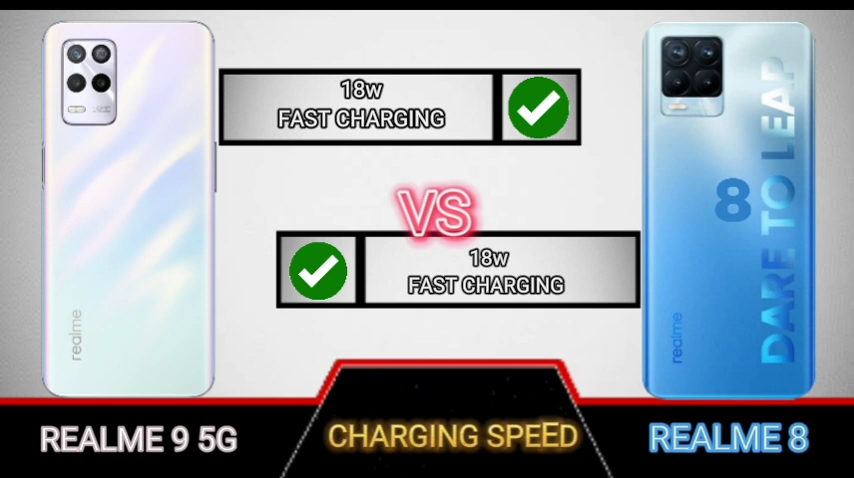 18w
FAST CHARGING
VS
18w
FAST CHARGING
realme
8
DARE TO LEAP
realme
REALME 9 5G
CHARGING SPEED
REALME 8